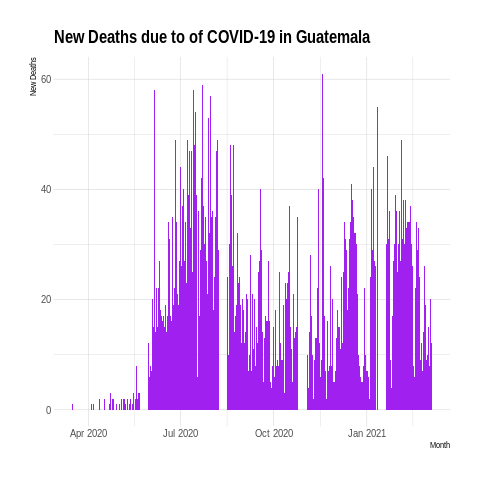 New Deaths due to of COVID-19 in Guatemala
New Deaths
60
40
20
0
Apr 2020 Jul 2020 Oct 2020 Jan 2021
Month